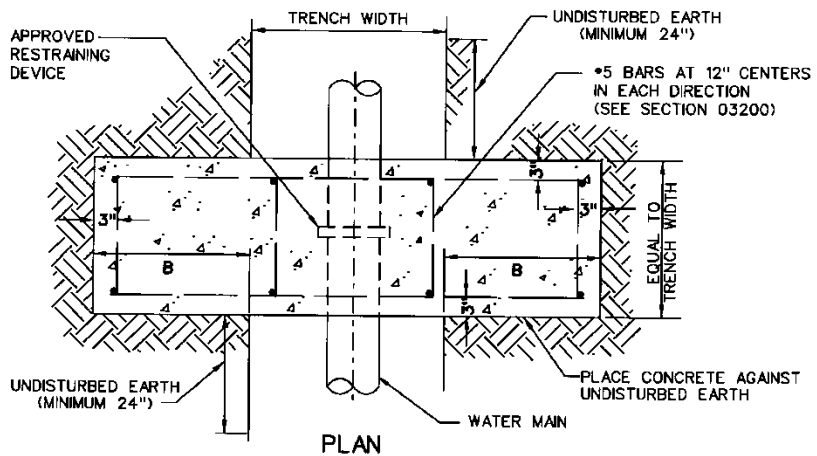 TRENCH WIDTH
UNDISTURBED EARTH
(MINIMUM 24")
APPROVED
RESTRAINING
DEVICE
•5 BARS AT 12" CENTERS
IN EACH DIRECTION
(SEE SECTION 03200)
3"
3"
3"
B
B
3"
EQUAL TO
TRENCH WIDTH
UNDISTURBED EARTH
(MINIMUM 24")
PLACE CONCRETE AGAINST
UNDISTURBED EARTH
WATER MAIN
PLAN